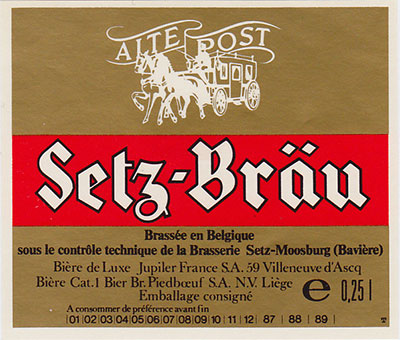 ALTE POST
Setz-Bräu
Brassée en Belgique
sous le contrôle technique de la Brasserie Setz-Moosburg (Bavière)
Bière de Luxe Jupiler France S.A. 59 Villeneuve d'Ascq
Bière Cat.1 Bier Br. Piedbœuf S.A. N.V. Liège
Emballage consigné
e 0,25 l
A consommer de préférence avant fin
|01|02|03|04|05|06|07|08|09|10|11|12| 87 | 88 | 89 |